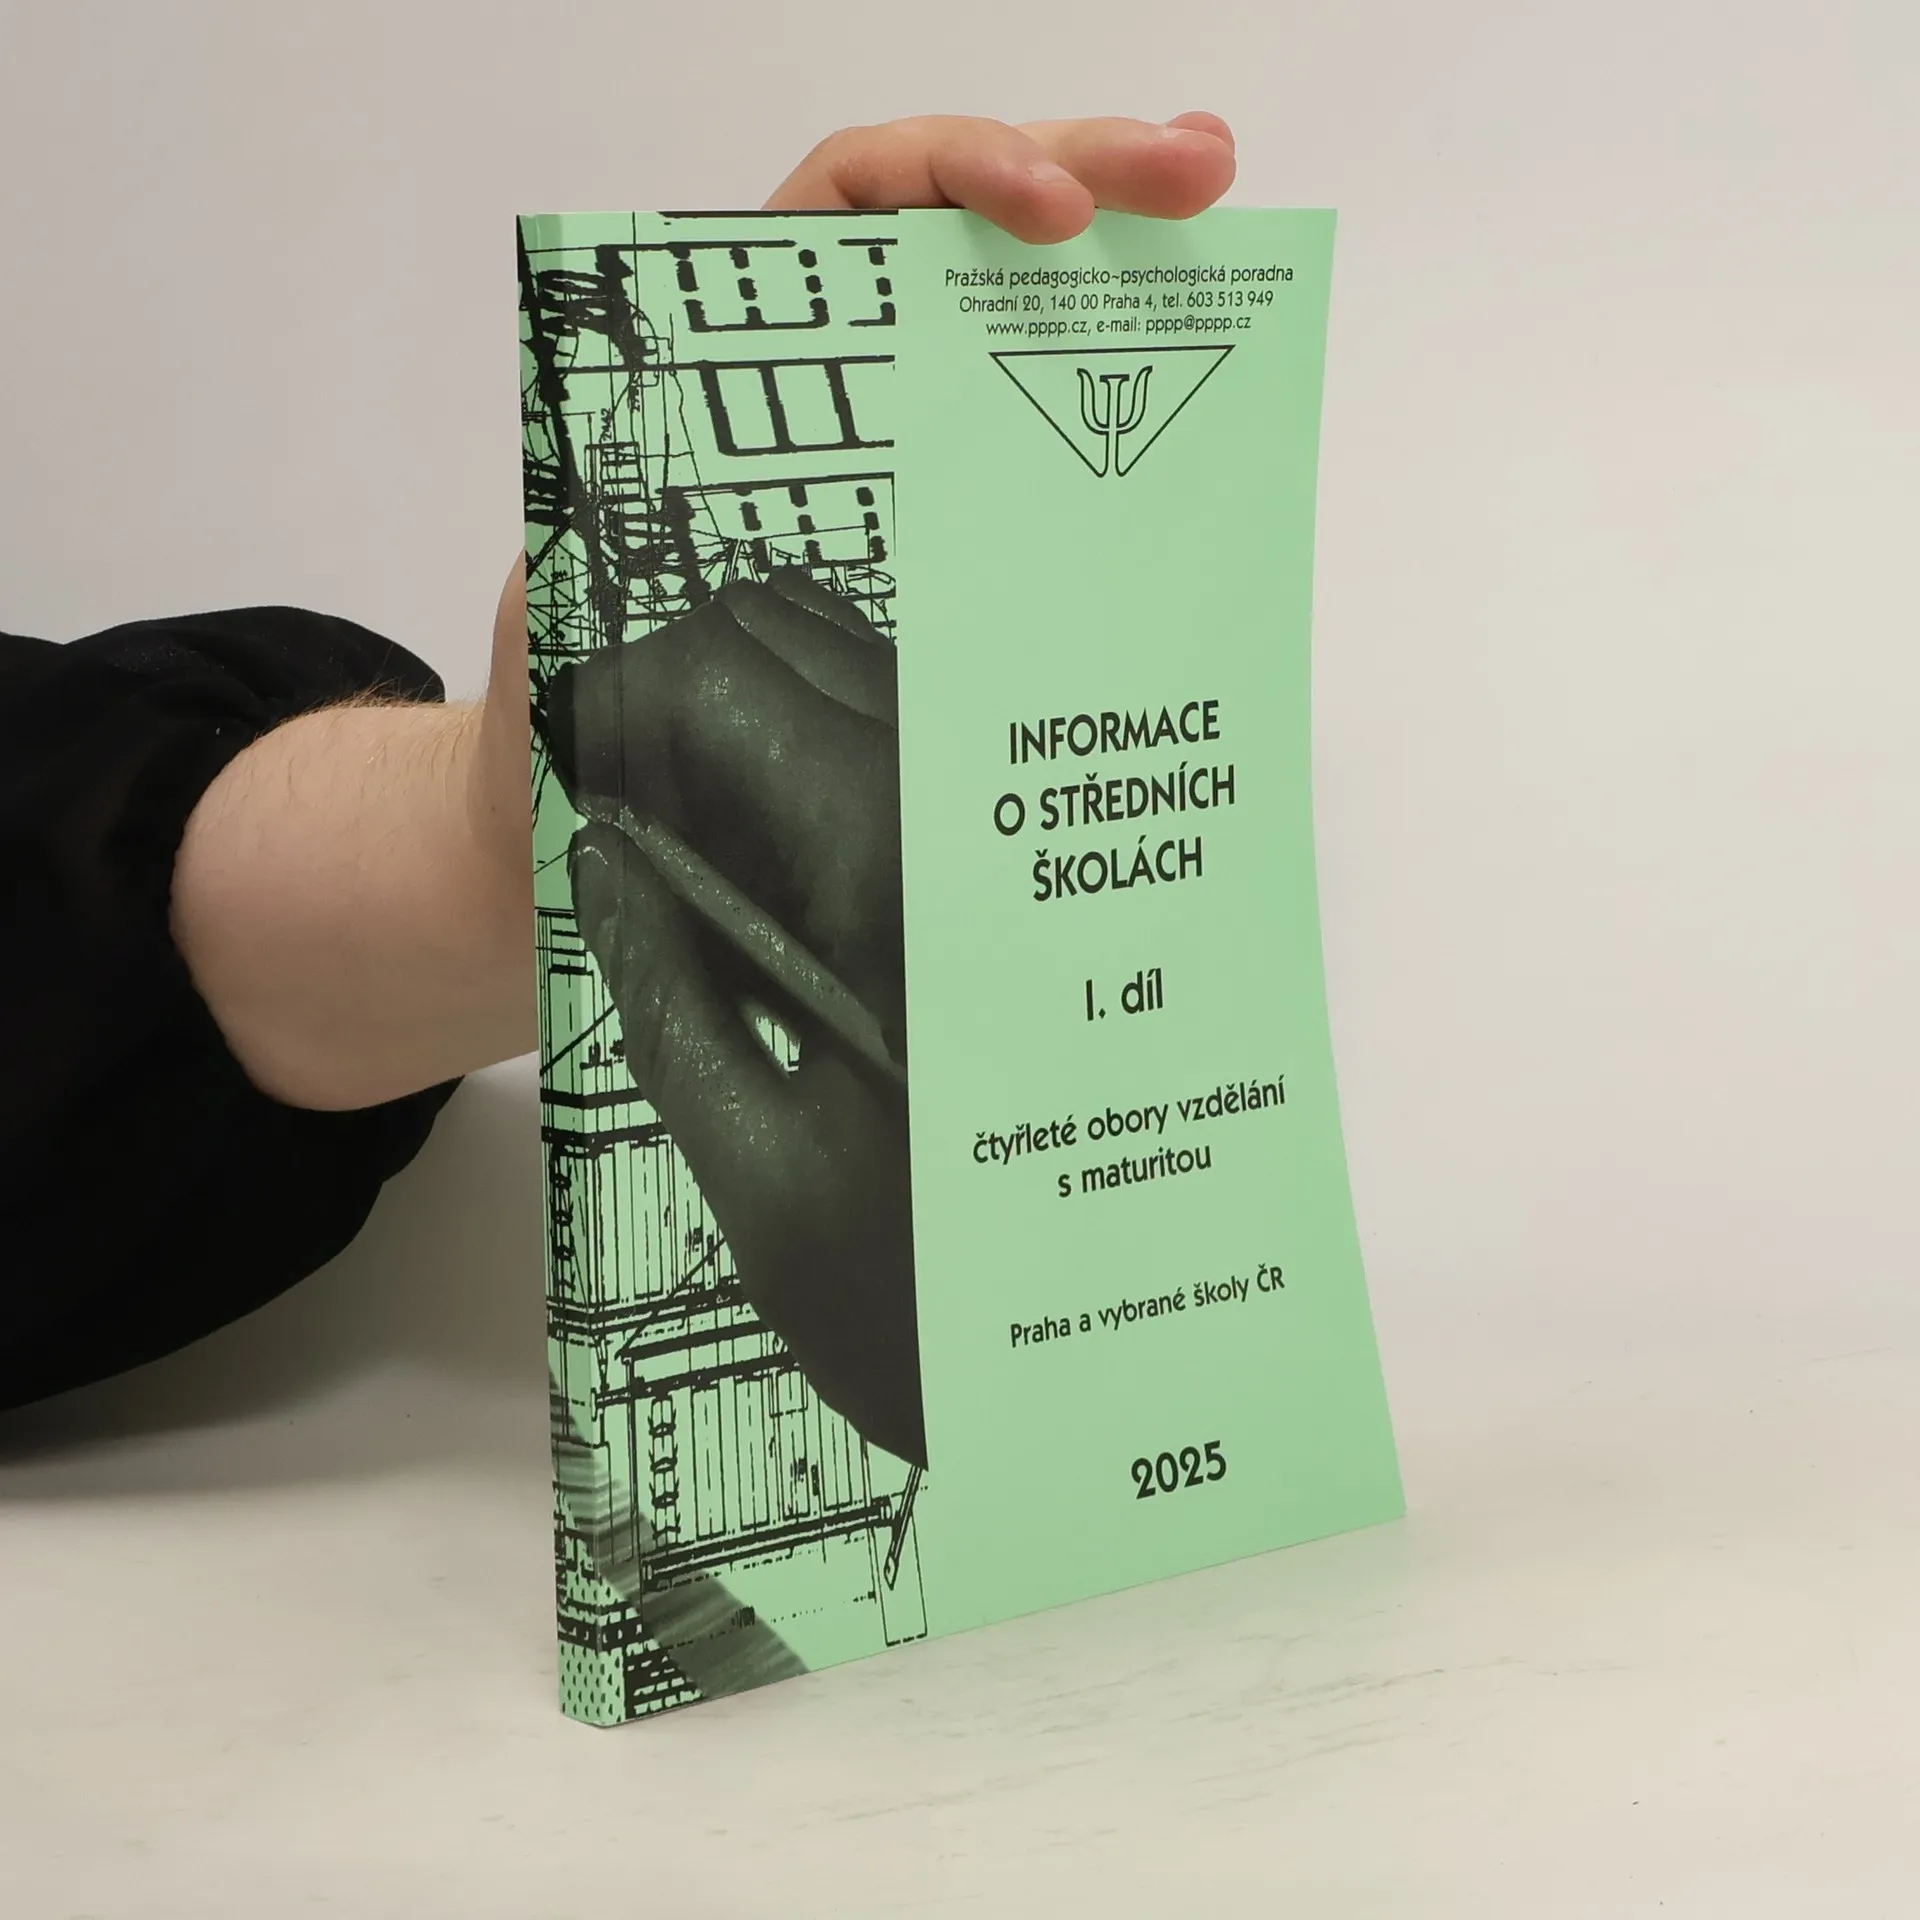 Pražská pedagogicko~psychologická poradna
Ohradní 20, 140 00 Praha 4, tel. 603 513 949
www.pppp.cz, e-mail: pppp@pppp.cz
INFORMACE
O STŘEDNÍCH
ŠKOLÁCH
I. díl
čtyřleté obory vzdělání
s maturitou
Praha a vybrané školy ČR
2025